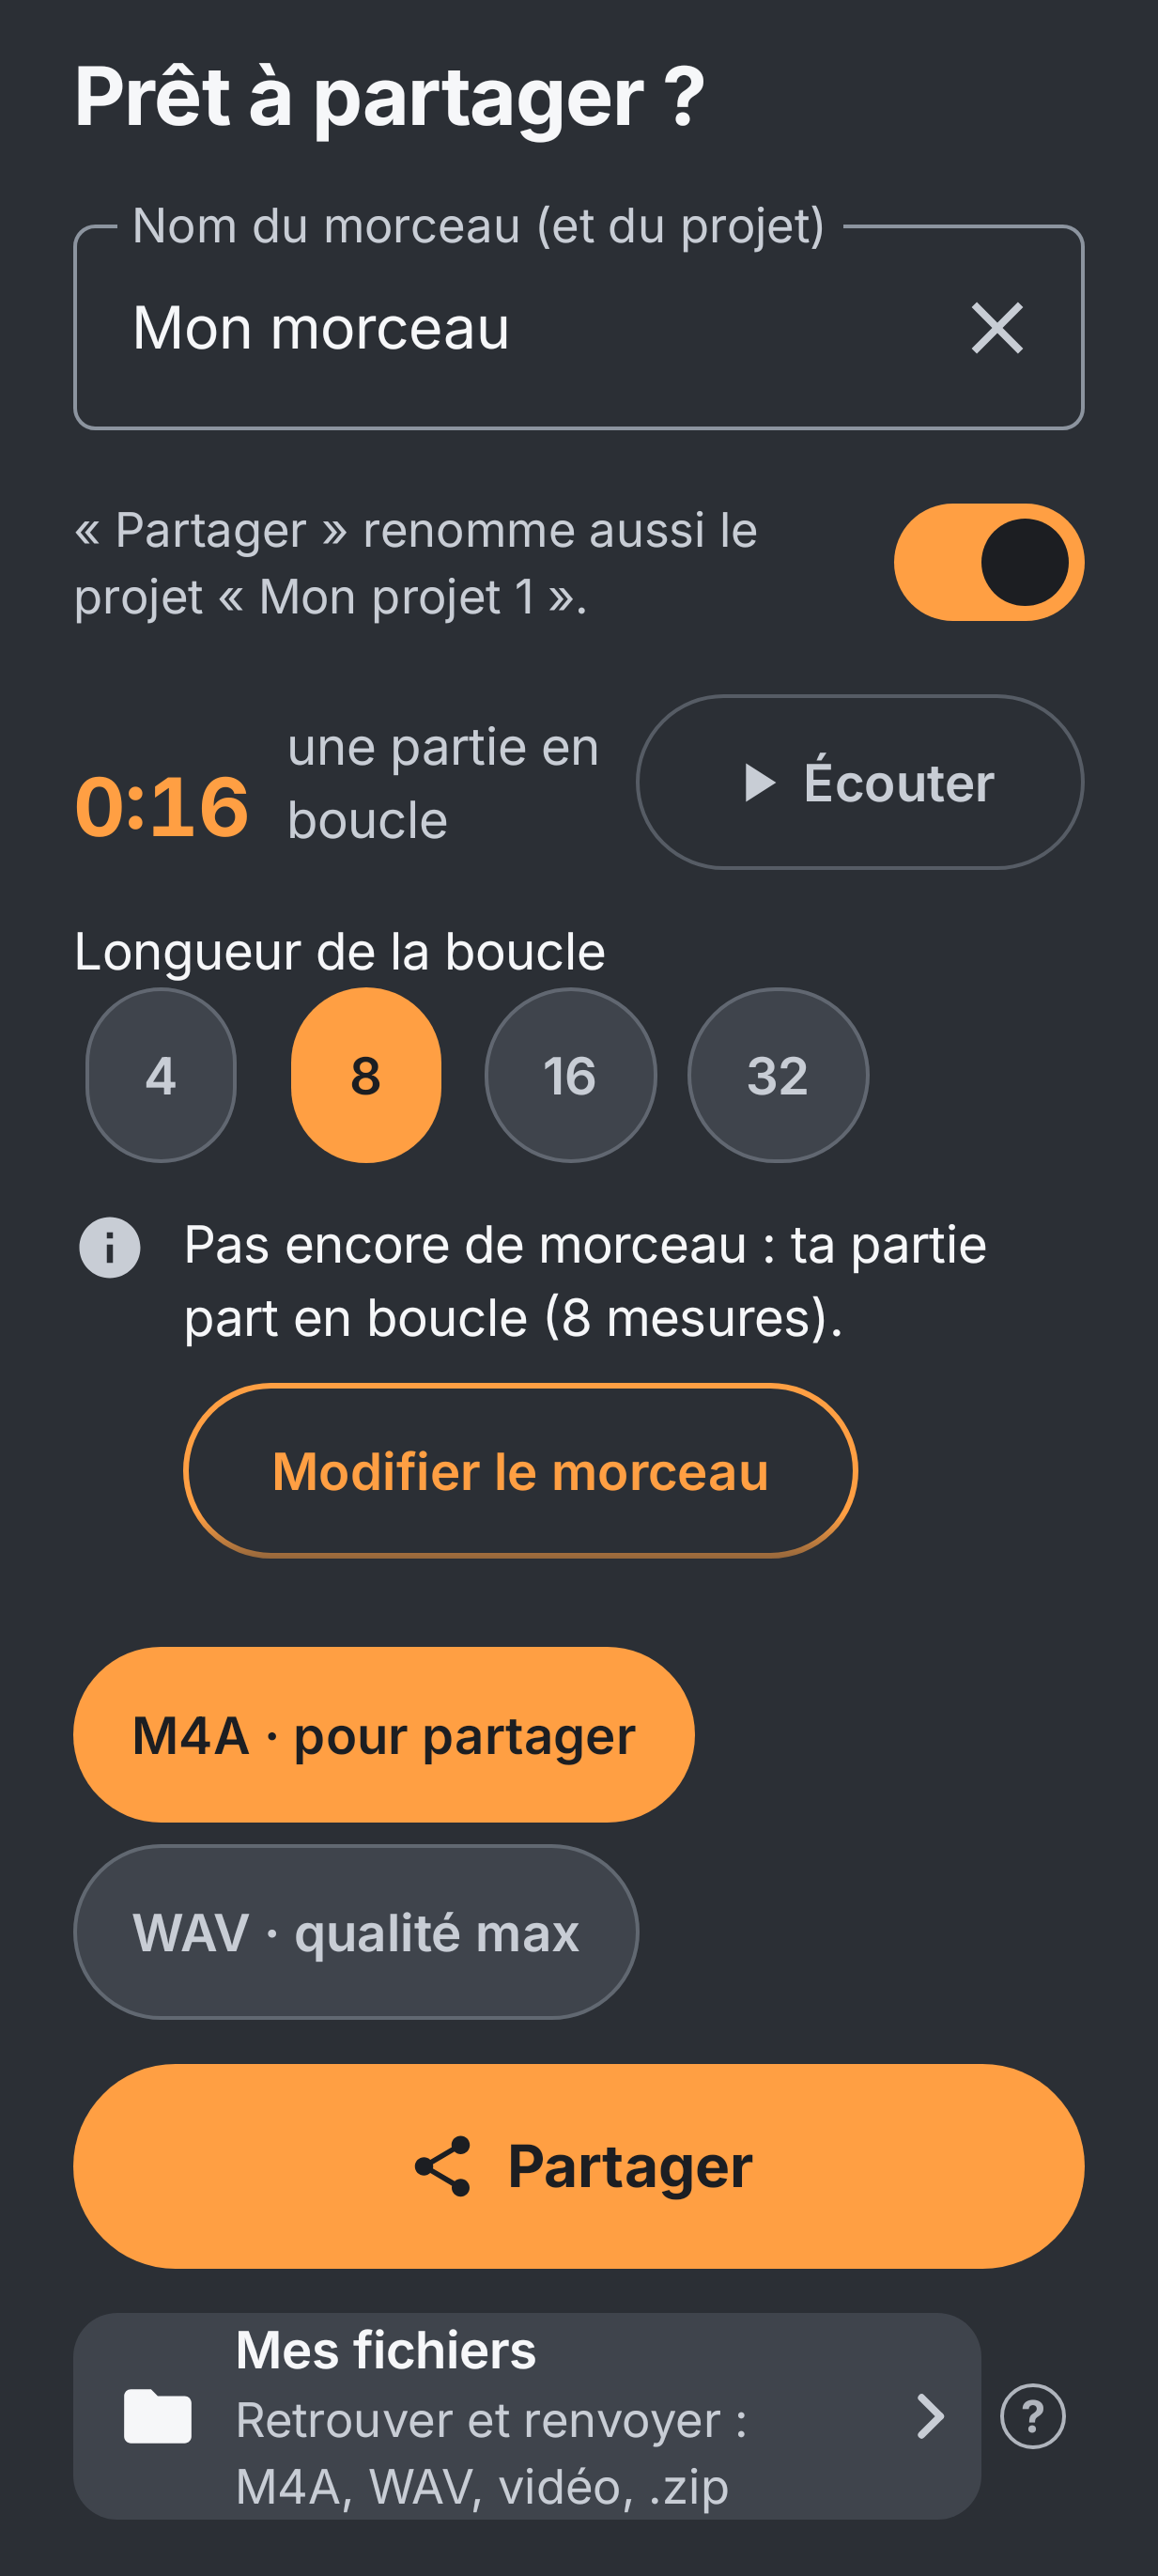 Prêt à partager ?
Nom du morceau (et du projet)
Mon morceau
« Partager » renomme aussi le
projet « Mon projet 1 ».
0:16
une partie en
boucle
Écouter
Longueur de la boucle
4
8
16
32
Pas encore de morceau : ta partie
part en boucle (8 mesures).
Modifier le morceau
M4A · pour partager
WAV · qualité max
Partager
Mes fichiers
Retrouver et renvoyer :
M4A, WAV, vidéo, .zip
?